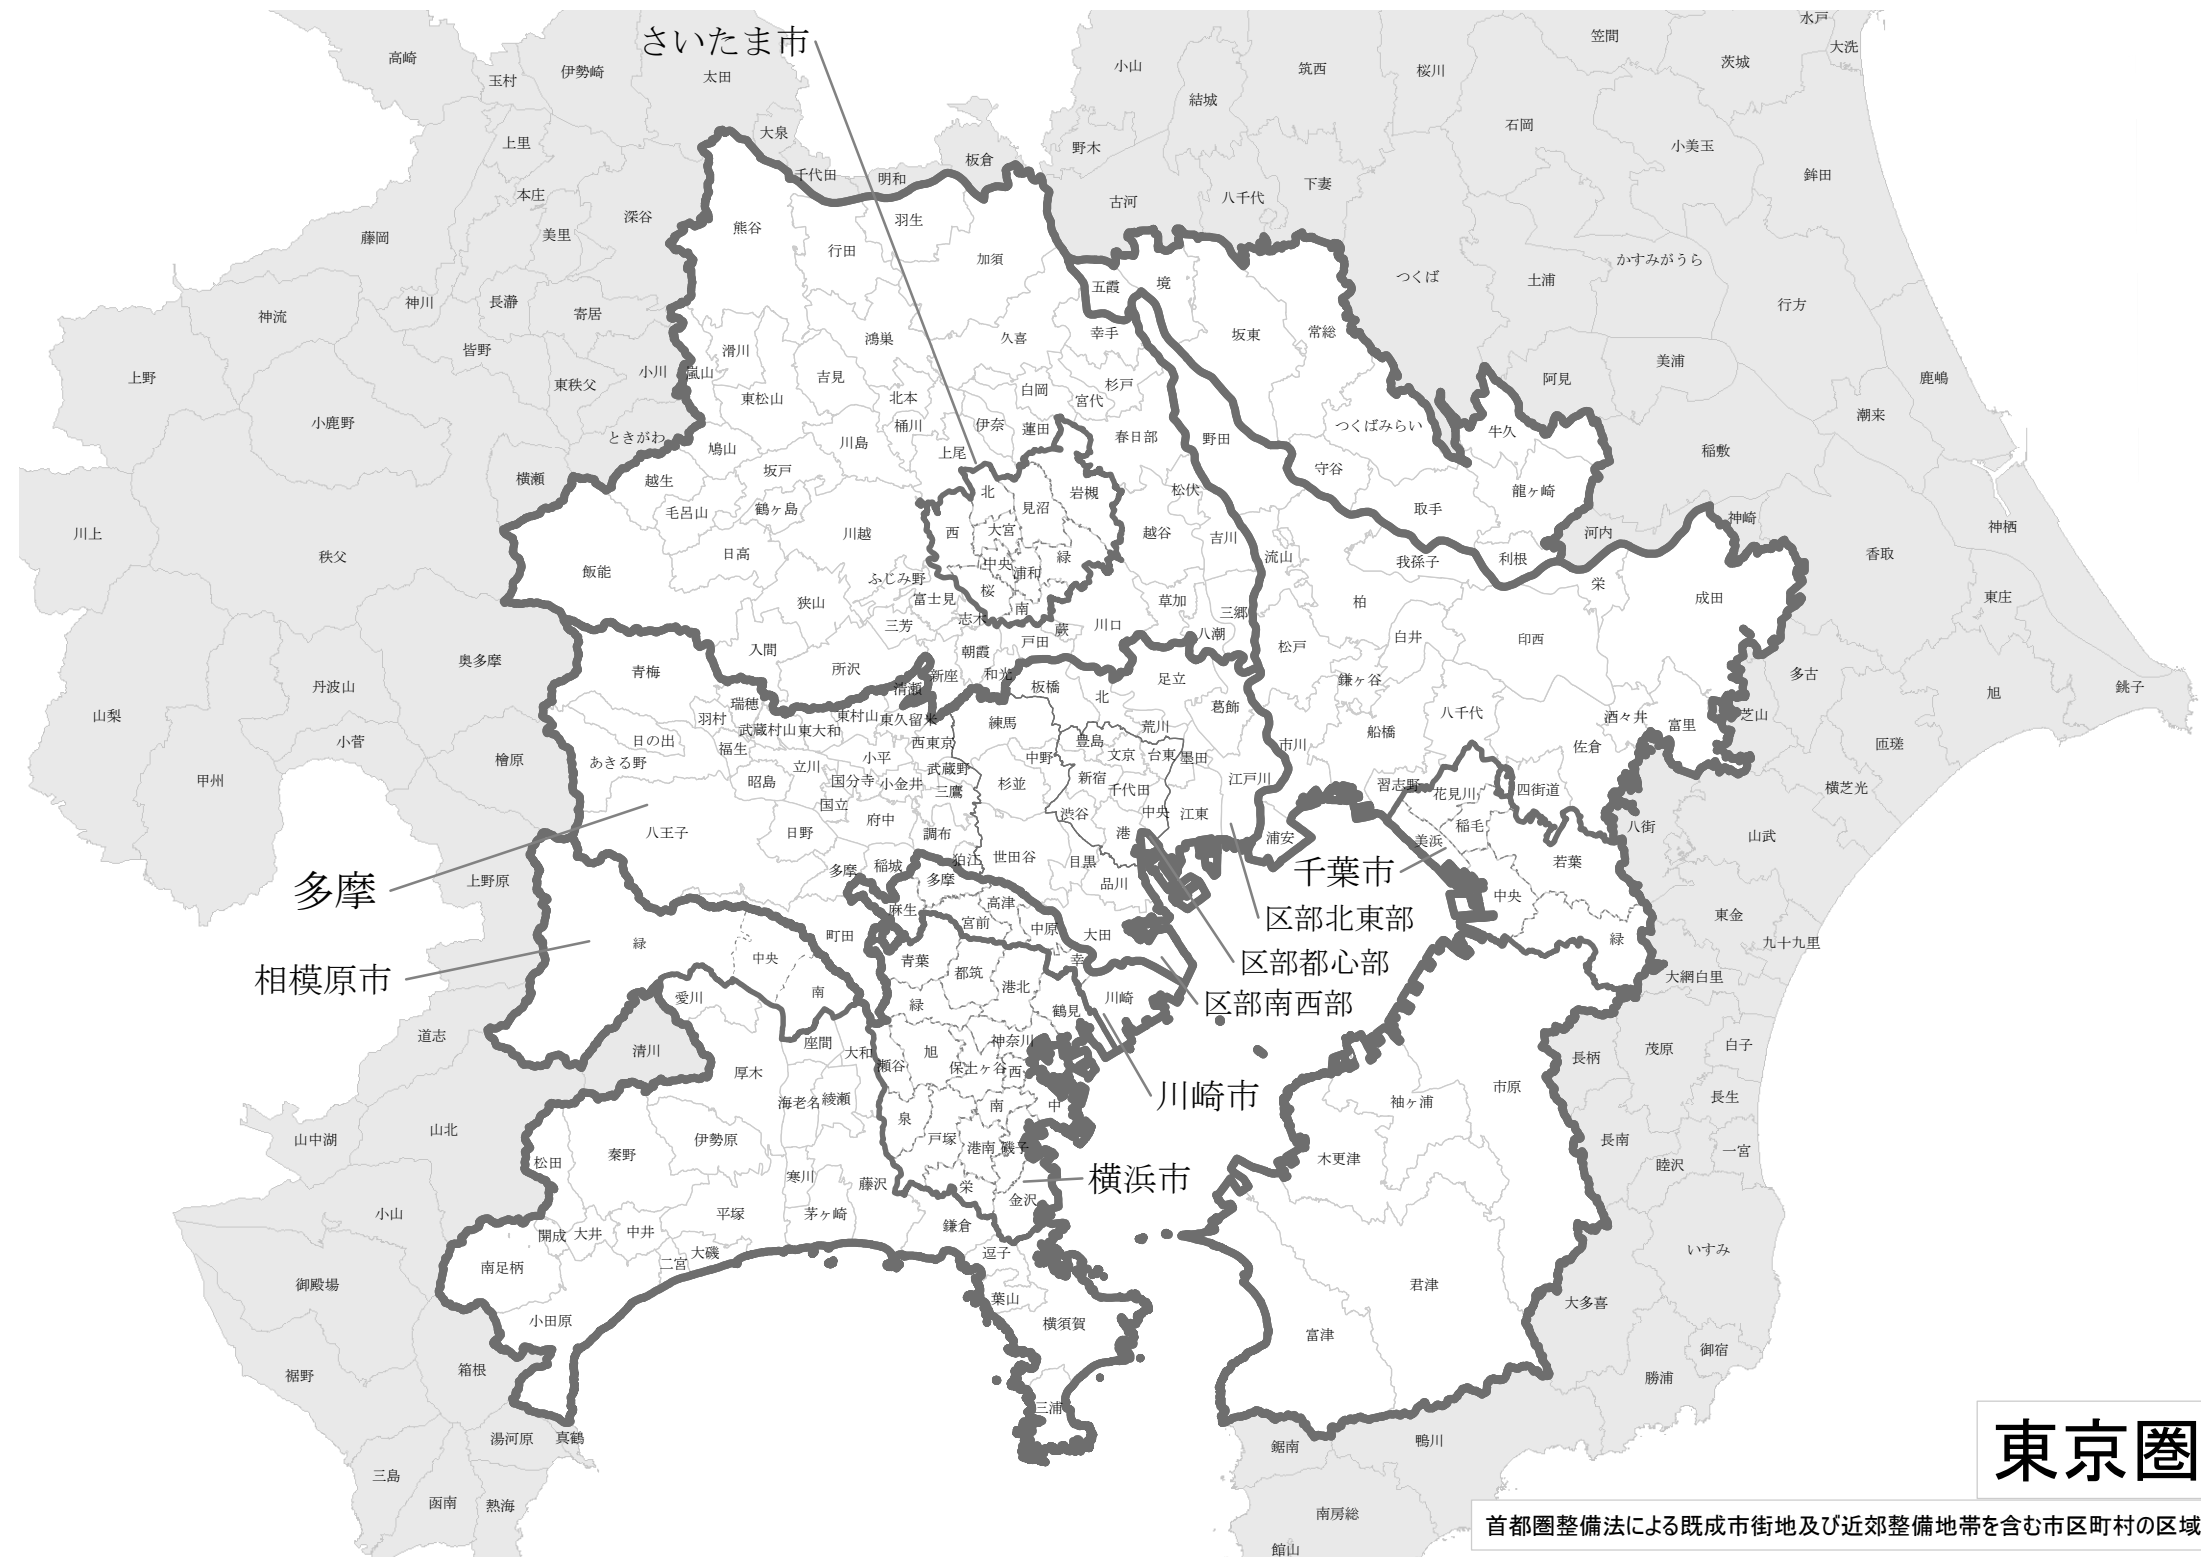 さいたま市
高崎
玉村
伊勢崎
太田
小山
結城
筑西
桜川
笠間
水戸
大洗
茨城
上里
大泉
千代田
明和
板倉
野木
石岡
小美玉
鉾田
本庄
美里
深谷
藤岡
熊谷
行田
羽生
加須
古河
八千代
下妻
つくば
土浦
かすみがうら
行方
神流
神川
長瀞
寄居
五霞
境
坂東
常総
幸手
久喜
鴻巣
滑川
皆野
上野
東秩父
小川
嵐山
東松山
吉見
北本
白岡
宮代
杉戸
阿見
美浦
鹿嶋
潮来
小鹿野
ときがわ
鳩山
川島
桶川
伊奈
蓮田
上尾
春日部
野田
つくばみらい
牛久
稲敷
横瀬
越生
坂戸
毛呂山
鶴ヶ島
北
岩槻
見沼
松伏
守谷
龍ヶ崎
取手
川上
秩父
川越
西
大宮
緑
越谷
吉川
流山
我孫子
利根
河内
神崎
神栖
香取
飯能
日高
中央
浦和
桜
南
ふじみ野
富士見
志木
草加
三郷
柏
栄
成田
東庄
狭山
三芳
蕨
川口
戸田
八潮
松戸
白井
印西
奥多摩
丹波山
山梨
青梅
入間
所沢
朝霞
新座
和光
清瀬
板橋
北
足立
鎌ヶ谷
多古
旭
銚子
瑞穂
羽村
武蔵村山
東大和
東村山
東久留米
練馬
葛飾
八千代
酒々井
富里
芝山
小菅
檜原
日の出
あきる野
福生
小平
西東京
豊島
荒川
文京
台東
墨田
中野
市川
船橋
佐倉
匝瑳
甲州
昭島
立川
国分寺
小金井
武蔵野
三鷹
杉並
新宿
千代田
江戸川
習志野
花見川
四街道
横芝光
国立
府中
調布
渋谷
中央
江東
港
浦安
美浜
稲毛
八街
山武
八王子
日野
多摩
稲城
狛江
世田谷
目黒
品川
千葉市
若葉
中央
多摩
上野原
多摩
麻生
高津
宮前
中原
大田
区部北東部
東金
緑
九十九里
相模原市
緑
中央
町田
青葉
都筑
幸
区部都心部
大網白里
愛川
南
緑
港北
鶴見
川崎
区部南西部
道志
清川
座間
大和
瀬谷
旭
神奈川
保土ヶ谷
西
長柄
茂原
白子
厚木
海老名
綾瀬
泉
南
中
川崎市
袖ヶ浦
市原
長生
山中湖
山北
松田
秦野
伊勢原
戸塚
港南
磯子
横浜市
木更津
長南
睦沢
一宮
寒川
藤沢
栄
金沢
小山
開成
大井
中井
平塚
茅ヶ崎
鎌倉
いすみ
御殿場
南足柄
二宮
大磯
逗子
葉山
君津
大多喜
小田原
横須賀
富津
裾野
箱根
御宿
勝浦
三浦
湯河原
真鶴
鋸南
鴨川
東京圏
三島
函南
熱海
南房総
首都圏整備法による既成市街地及び近郊整備地帯を含む市区町村の区域
館山